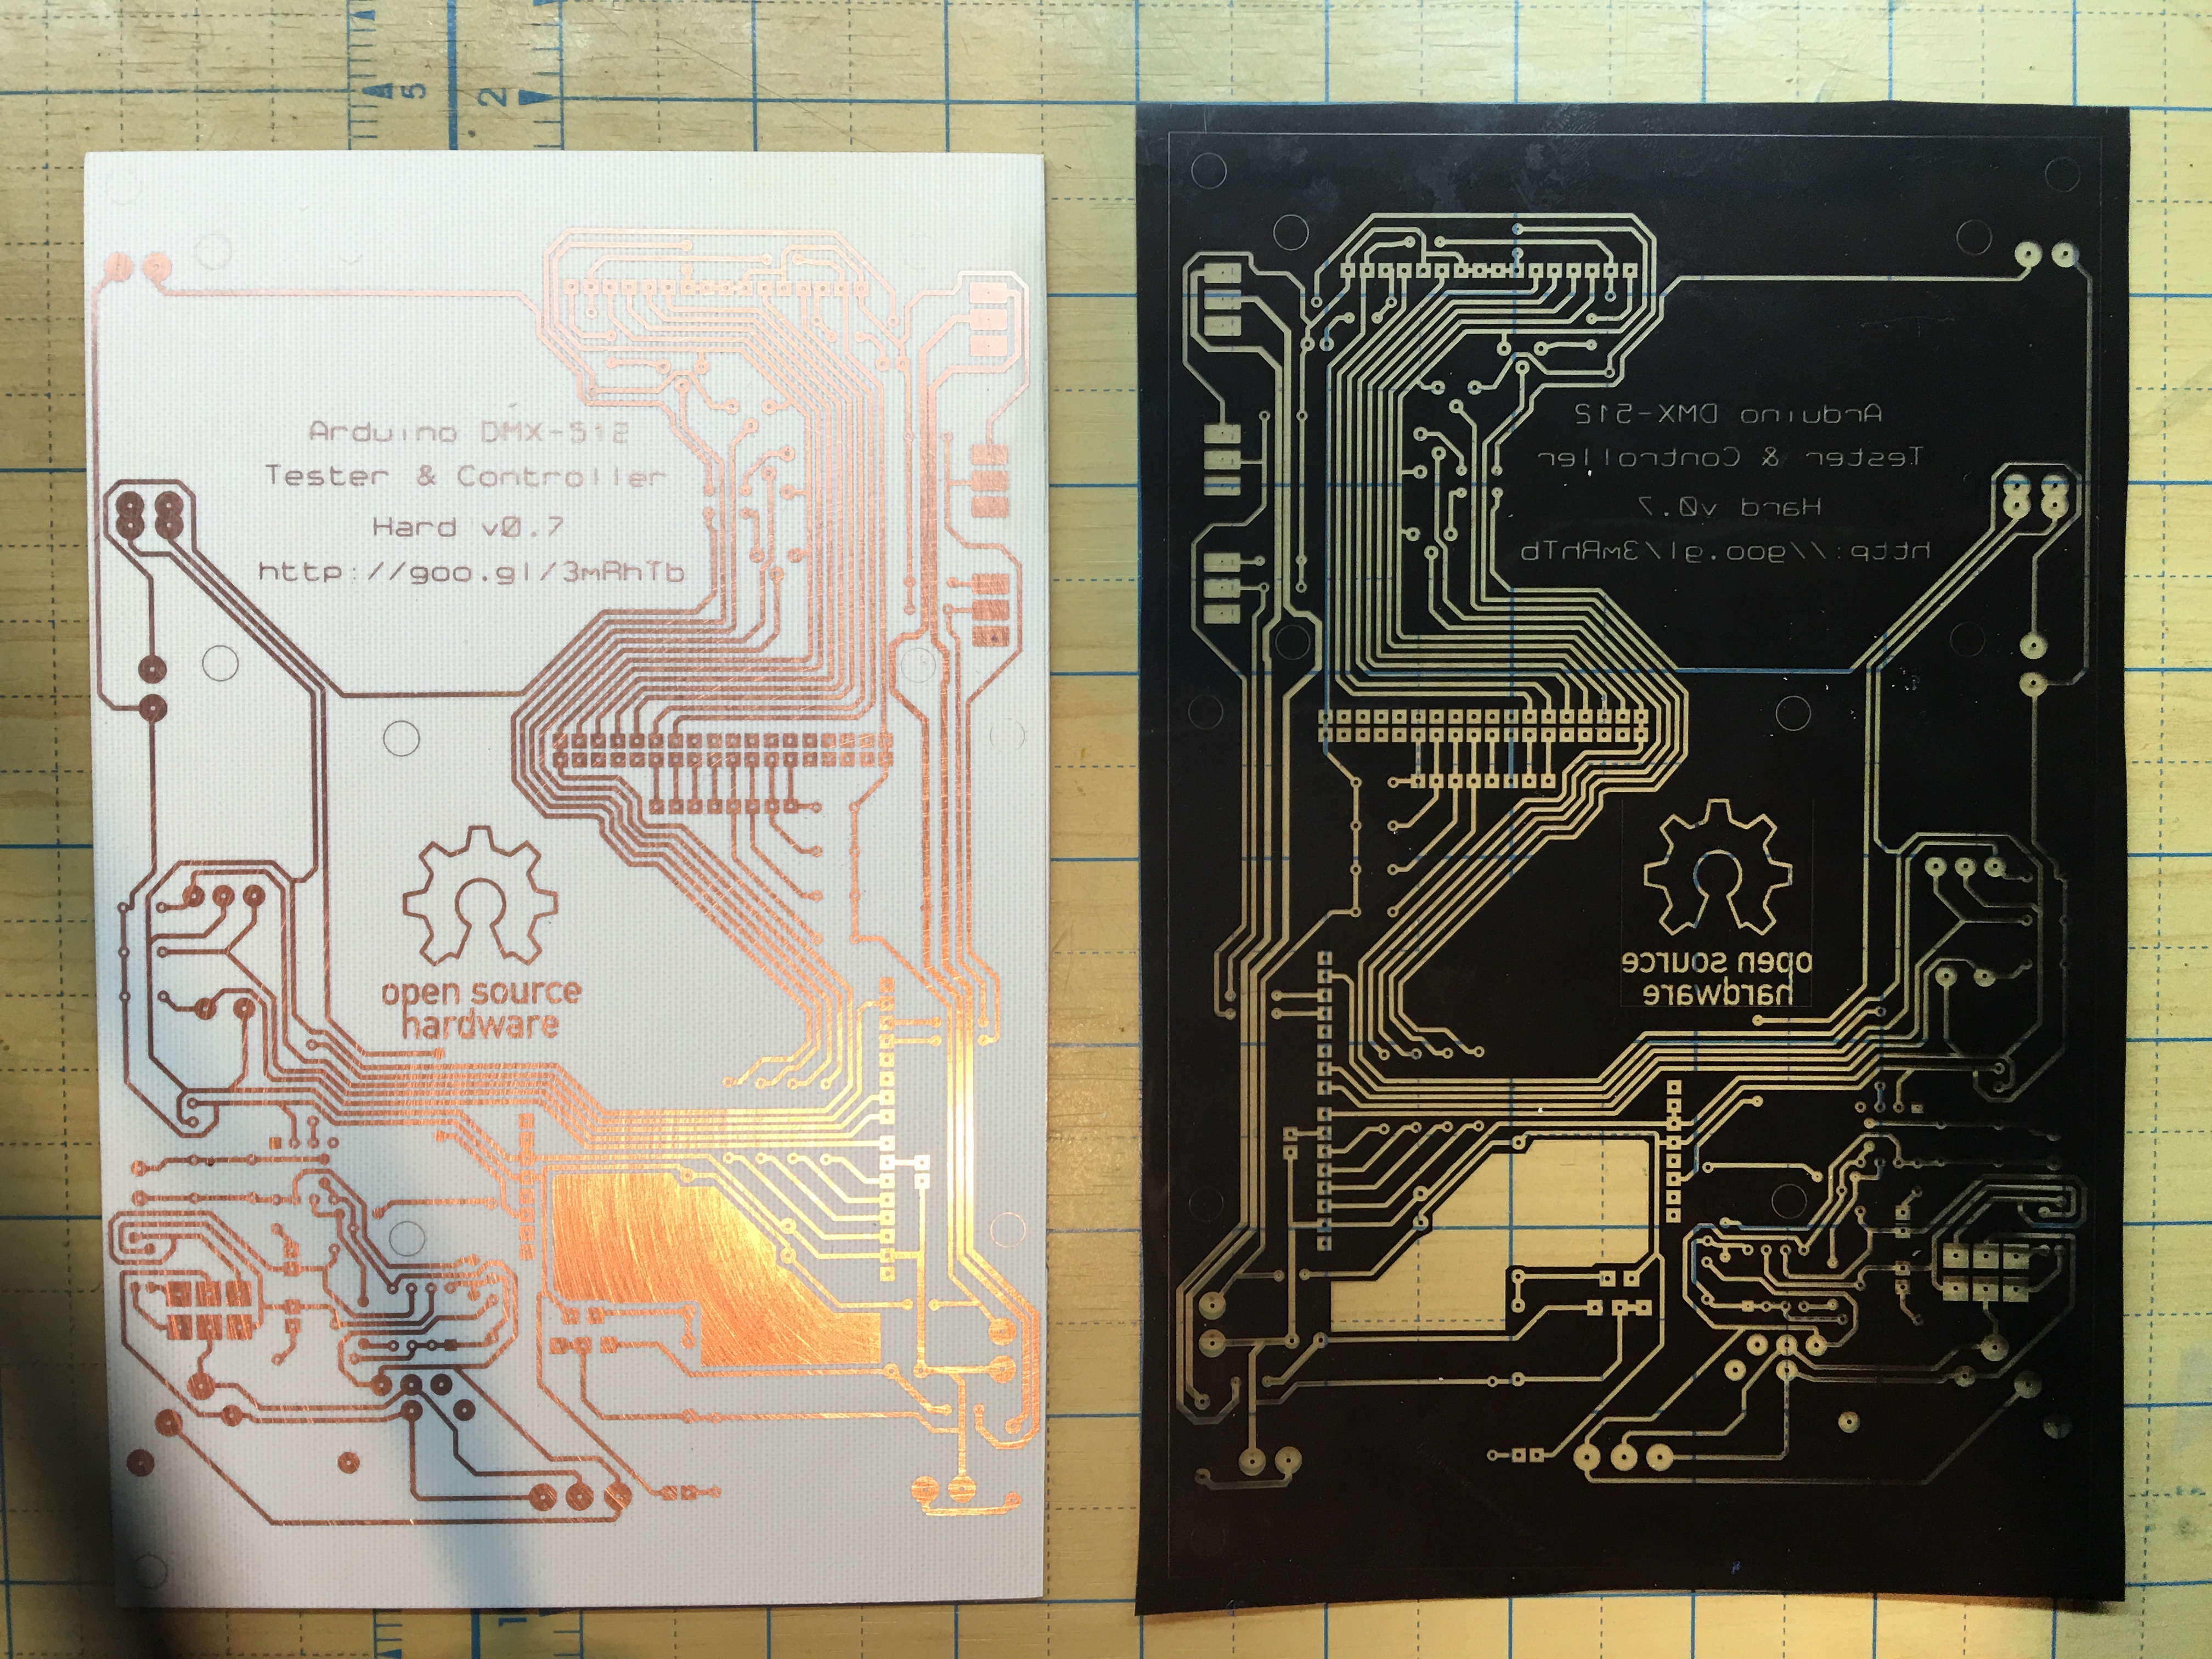 5 2
Arduino DMX-512
Tester & Controller
Hard v0.7
http://goo.gl/3mRhTb
open source
hardware
Arduino DMX-512
Tester & Controller
Hard v0.7
http://goo.gl/3mRhTb
open source
hardware
1